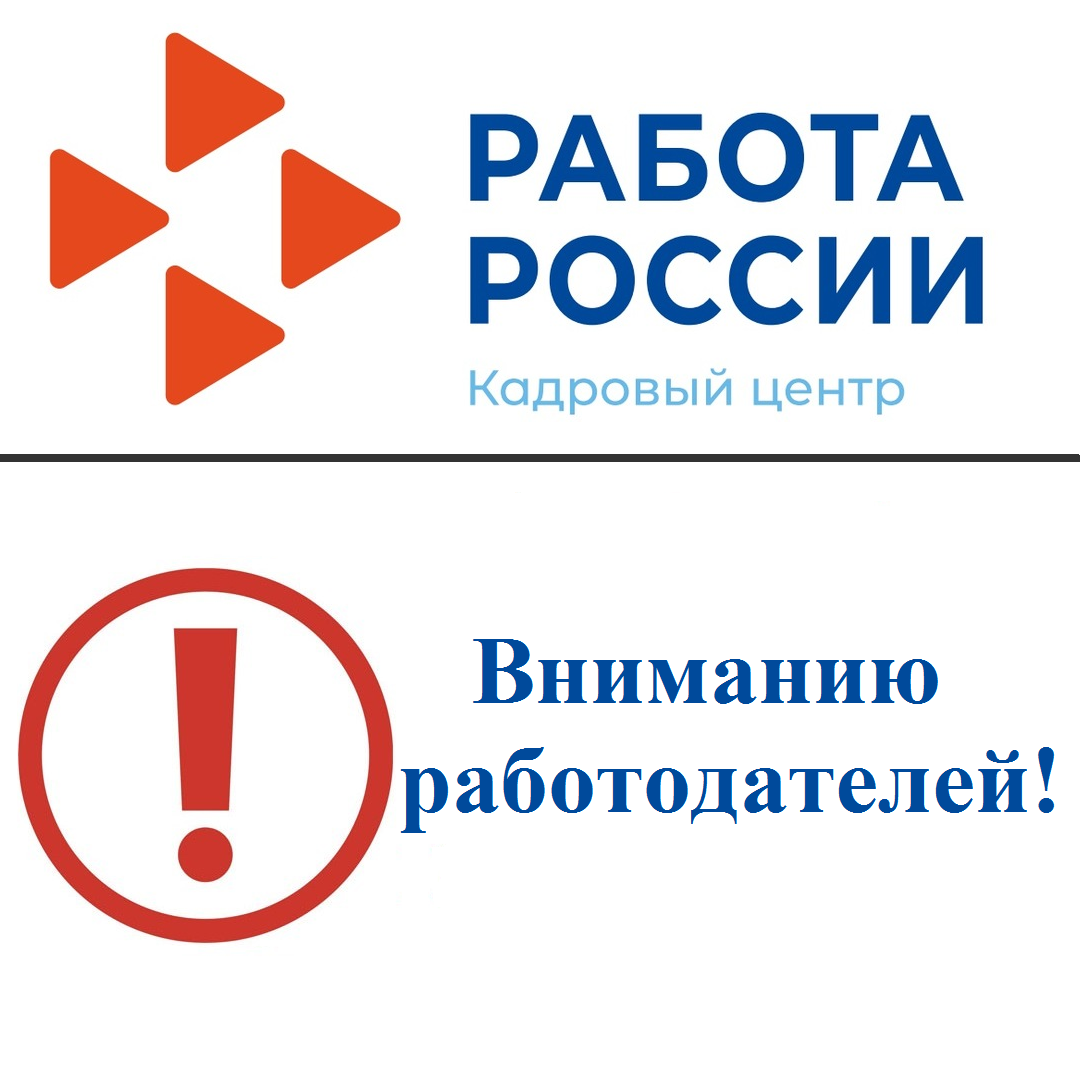 РАБОТА
РОССИИ
Кадровый центр
Вниманию
работодателей!